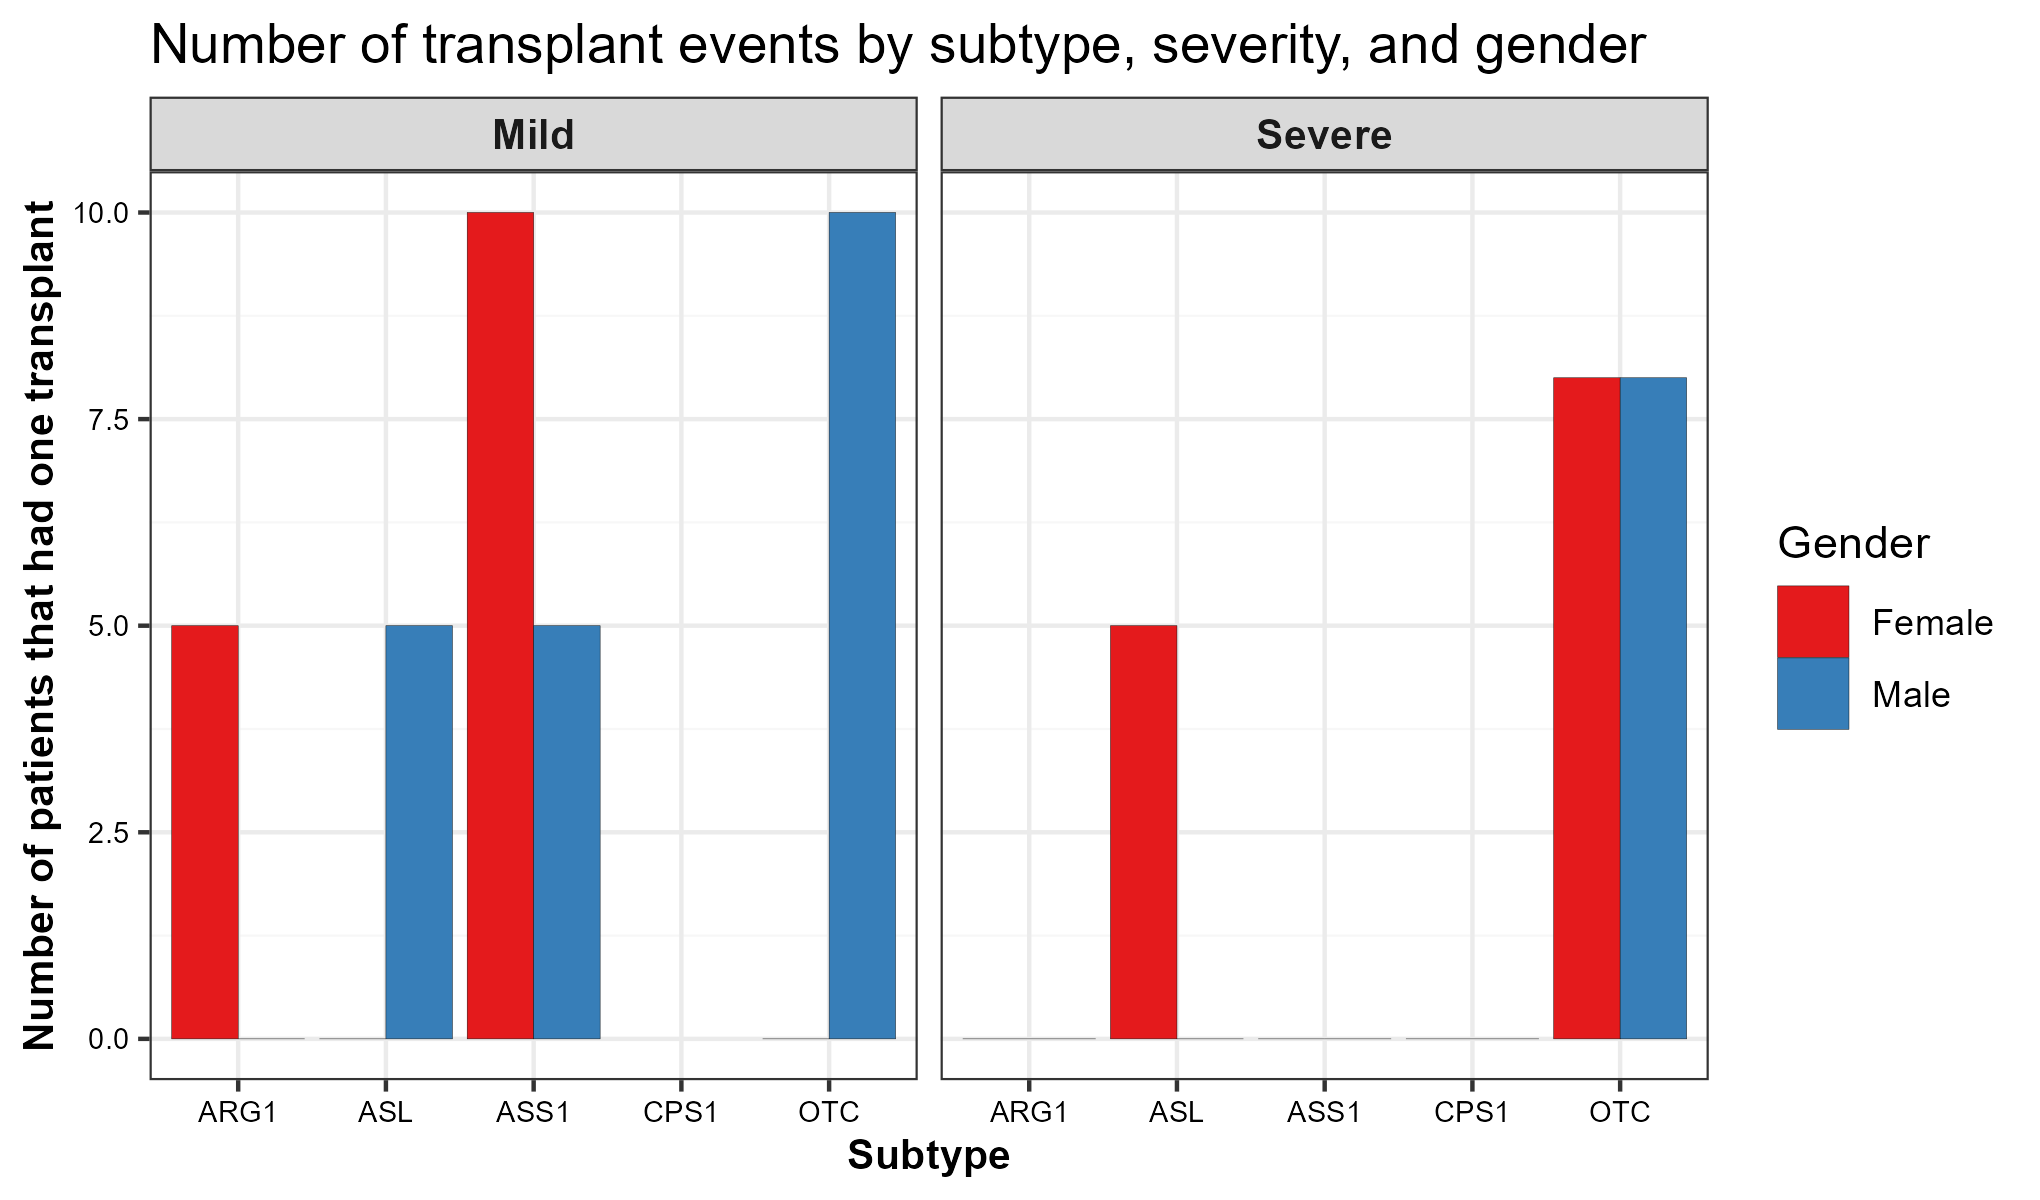 Number of transplant events by subtype, severity, and gender
Mild
Severe
Number of patients that had one transplant
10.0
7.5
5.0
2.5
0.0
ARG1 ASL ASS1 CPS1 OTC
ARG1 ASL ASS1 CPS1 OTC
Subtype
Gender
Female
Male